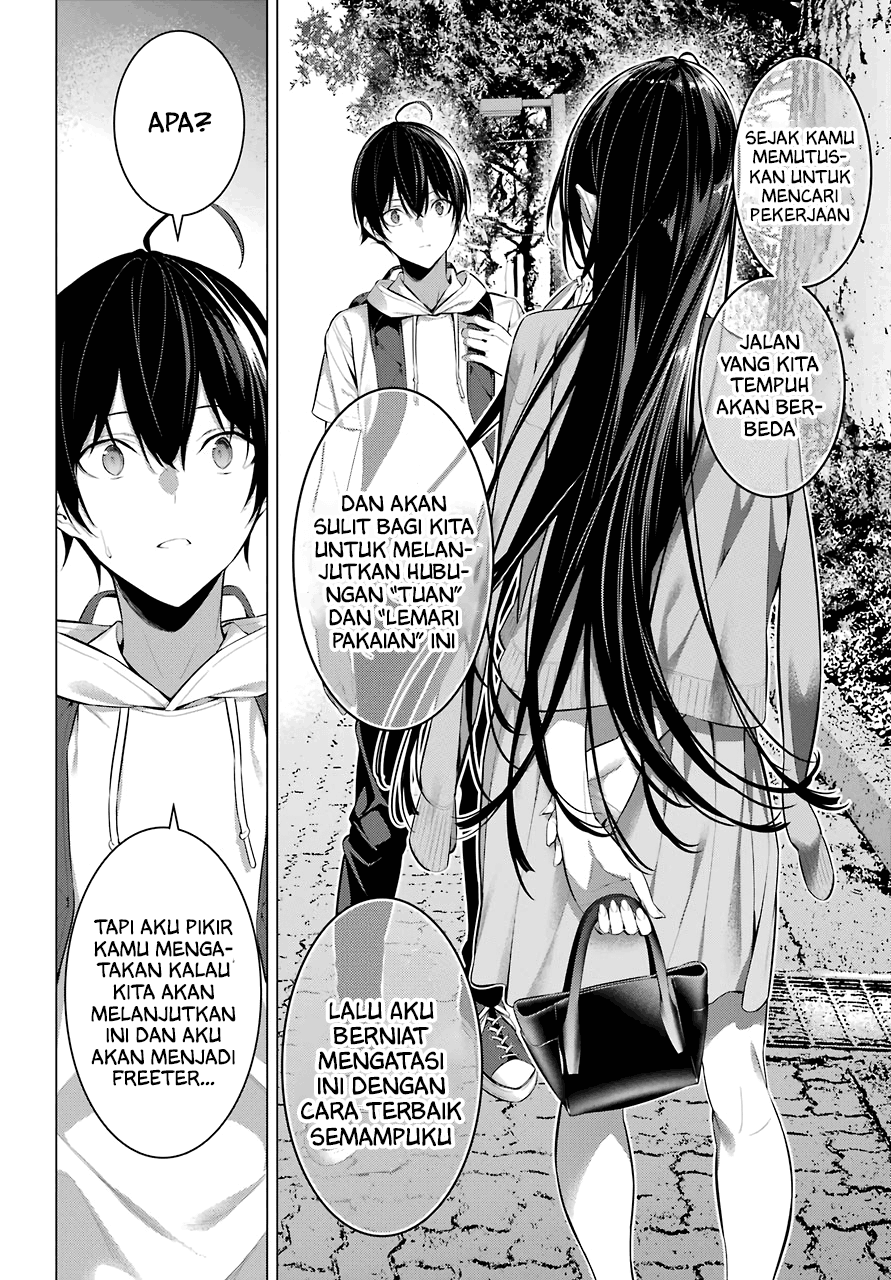 SEJAK KAMU
MEMUTUS-
KAN UNTUK
MENCARI
PEKERJAAN
JALAN
YANG KITA
TEMPUH
AKAN BER-
BEDA
DAN AKAN
SULIT BAGI KITA
UNTUK MELAN-
JUTKAN HUBU-
NGAN "TUAN"
DAN "LEMARI
PAKAIAN" INI
LALU AKU
BERNIAT
MENGATASI
INI DENGAN
CARA TERBAIK
SEMAMPUKU
APA?
TAPI AKU PIKIR
KAMU MENGA-
TAKAN KALAU
KITA AKAN
MELANJUTKAN
INI DAN AKU
AKAN MENJADI
FREETER...